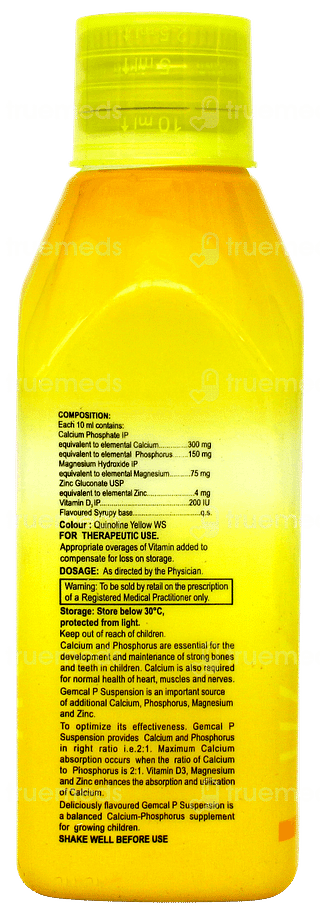 10 ml
truemeds
truemeds
truemeds
truemeds
truemeds
truemeds
COMPOSITION:
Each 10 ml contains:
Calcium Phosphate IP
equivalent to elemental Calcium..............300 mg
equivalent to elemental Phosphorus .......150 mg
Magnesium Hydroxide IP
equivalent to elemental Magnesium..........75 mg
Zinc Gluconate USP
equivalent to elemental Zinc......................4 mg
Vitamin D3 IP..........................................200 IU
Flavoured Syrupy base................................q.s.
Colour : Quinoline Yellow WS
FOR THERAPEUTIC USE.
Appropriate overages of Vitamin added to
compensate for loss on storage.
DOSAGE: As directed by the Physician.
Warning: To be sold by retail on the prescription
of a Registered Medical Practitioner only.
Storage: Store below 30°C,
protected from light.
Keep out of reach of children.
Calcium and Phosphorus are essential for the
development and maintenance of strong bones
and teeth in children. Calcium is also required
for normal health of heart, muscles and nerves.
Gemcal P Suspension is an important source
of additional Calcium, Phosphorus, Magnesium
and Zinc.
To optimize its effectiveness. Gemcal P
Suspension provides Calcium and Phosphorus
in right ratio i.e.2:1. Maximum Calcium
absorption occurs when the ratio of Calcium
to Phosphorus is 2:1. Vitamin D3, Magnesium
and Zinc enhances the absorption and utilization
of Calcium.
Deliciously flavoured Gemcal P Suspension is
a balanced Calcium-Phosphorus supplement
for growing children.
SHAKE WELL BEFORE USE